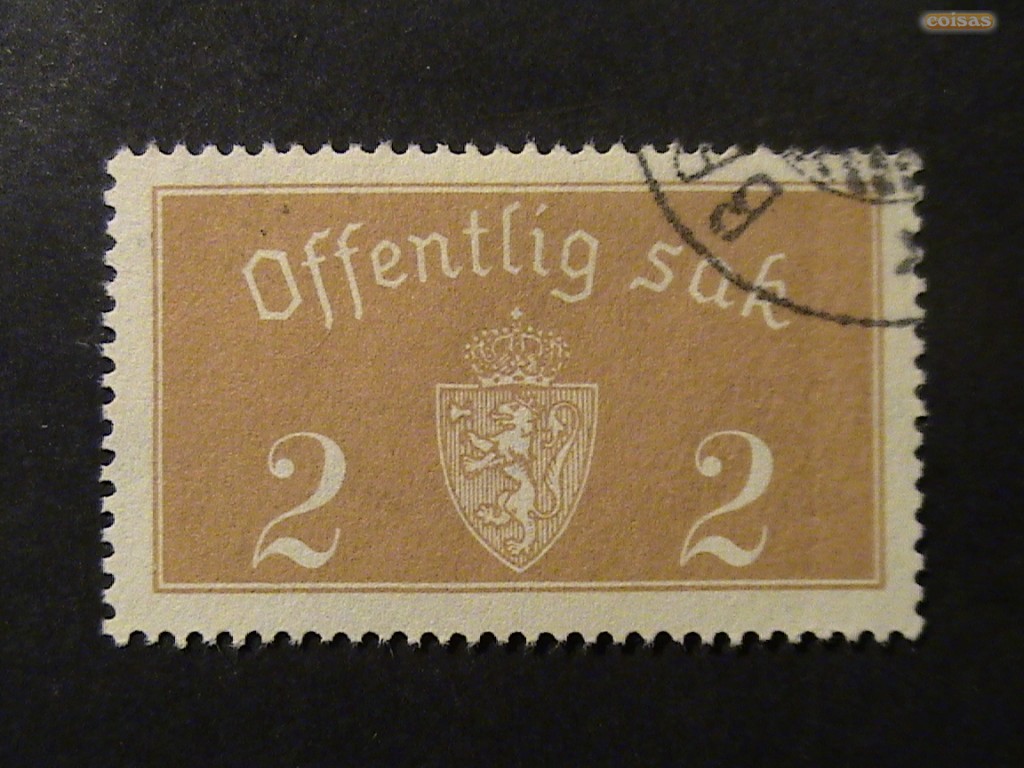 coisas
B
Offentlig sak
2 2